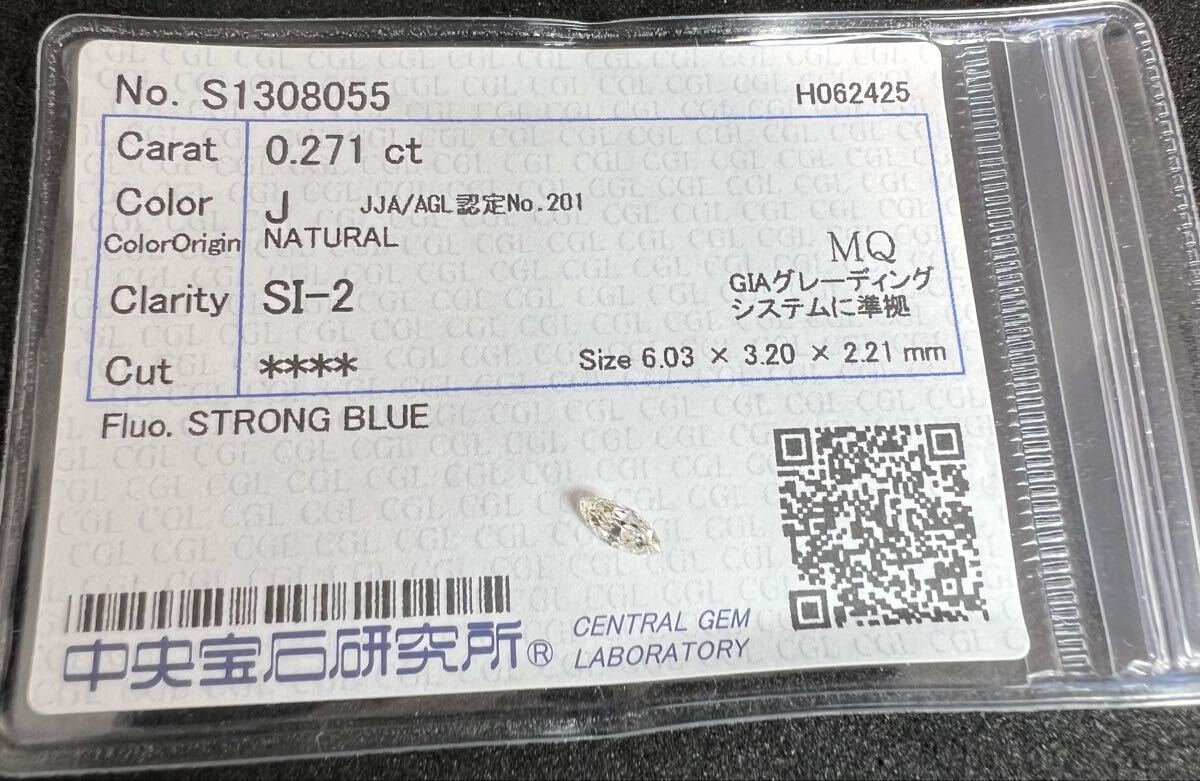 No. S1308055 H062425
Carat 0.271 ct
Color J JJA/AGL認定No.201
ColorOrigin NATURAL
MQ
Clarity SI-2 GIAグレーディング
システムに準拠
Cut **** Size 6.03 × 3.20 × 2.21 mm
Fluo. STRONG BLUE
中央宝石研究所® CENTRAL GEM
LABORATORY